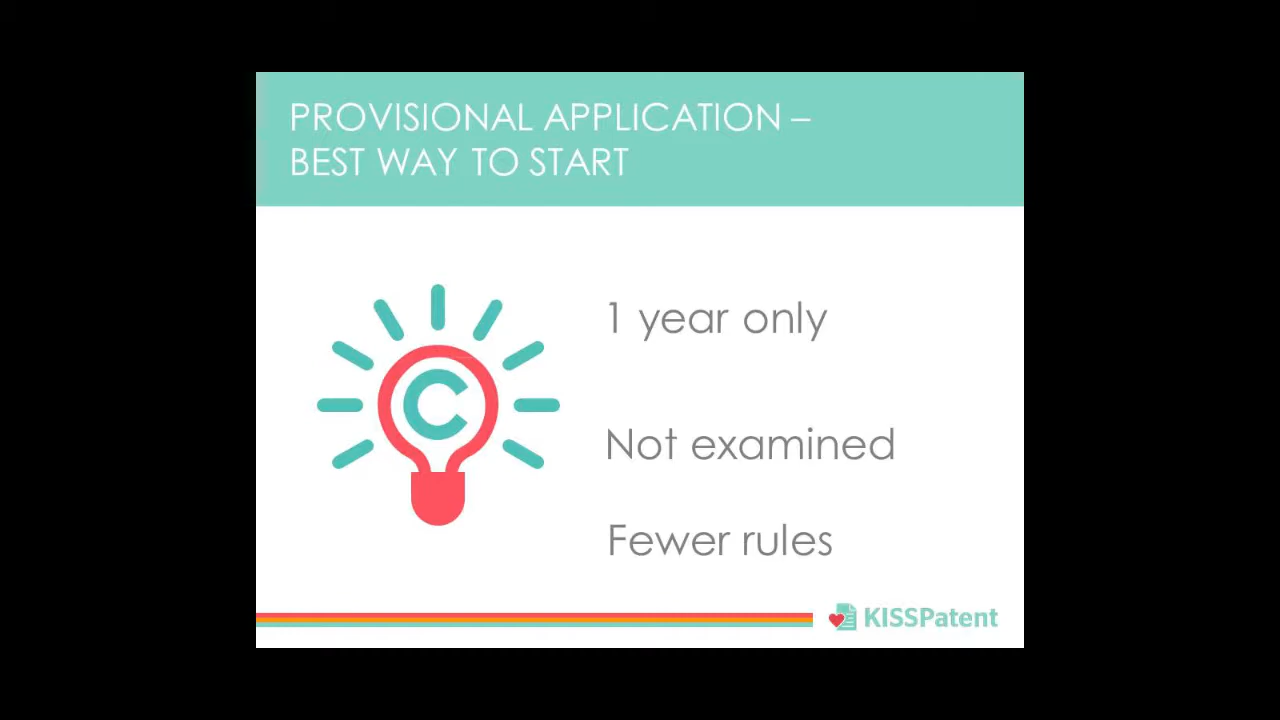 PROVISIONAL APPLICATION –
BEST WAY TO START
C
1 year only
Not examined
Fewer rules
KISSPatent